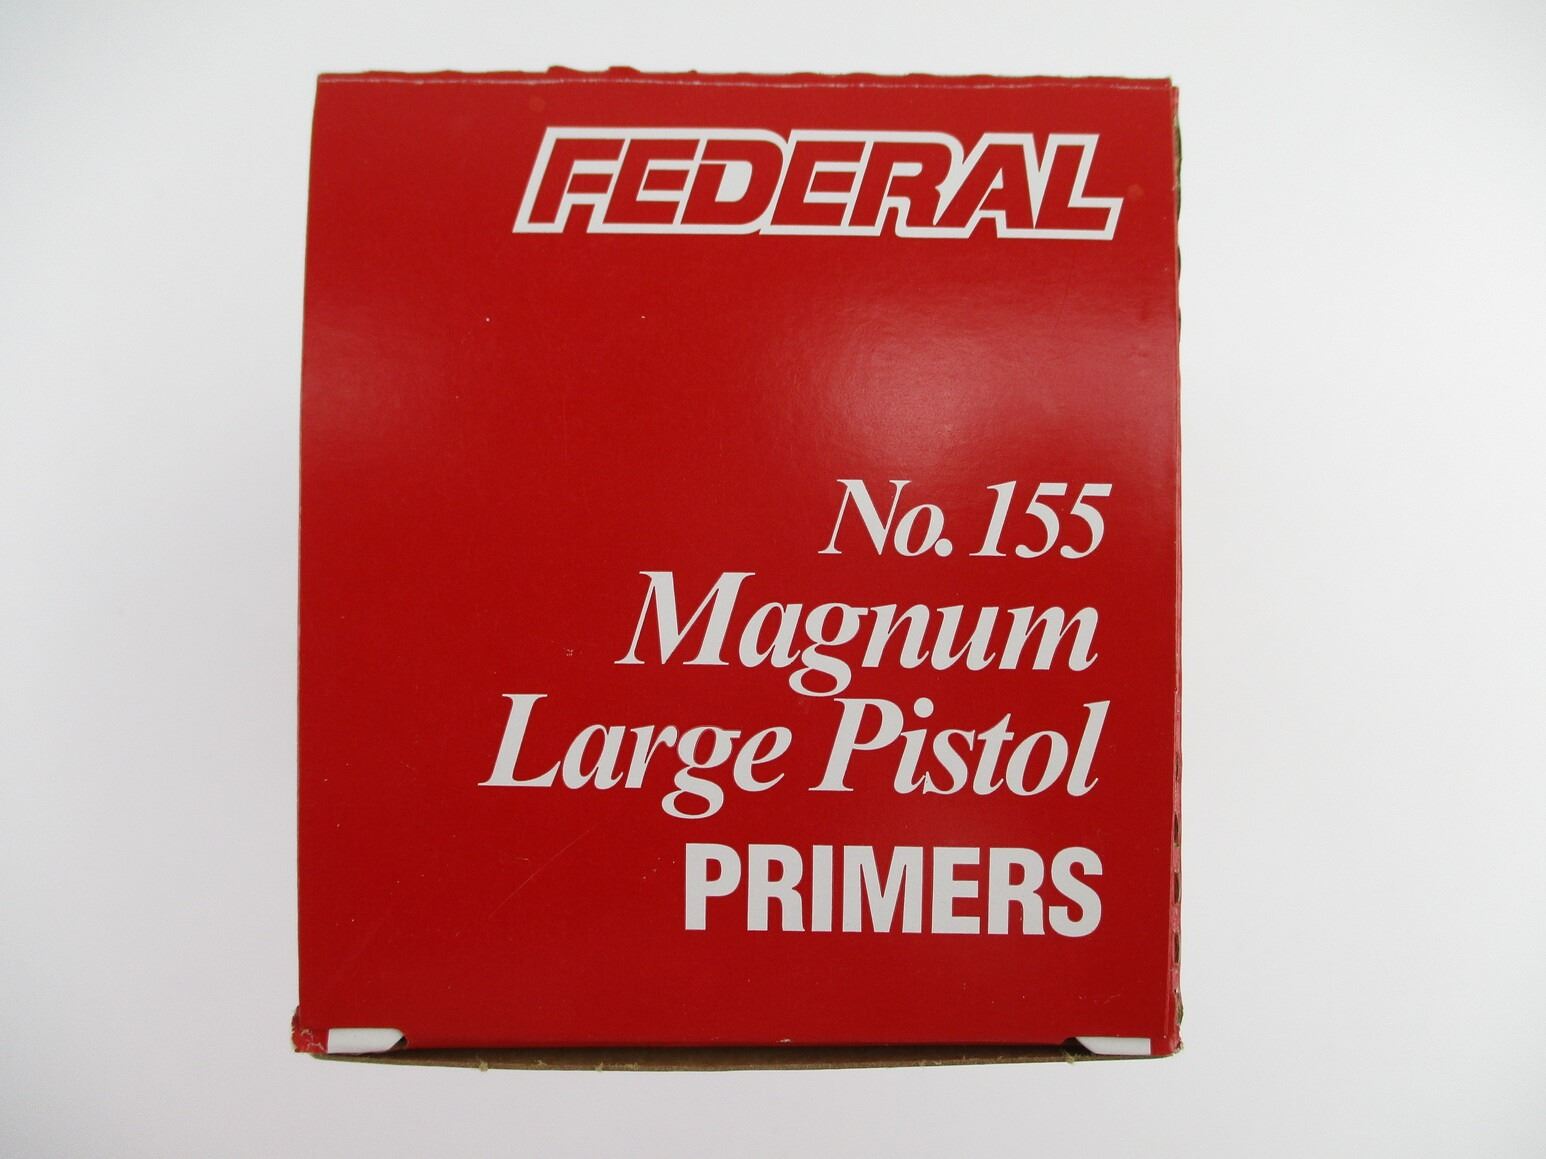 FEDERAL
No. 155
Magnum
Large Pistol
PRIMERS